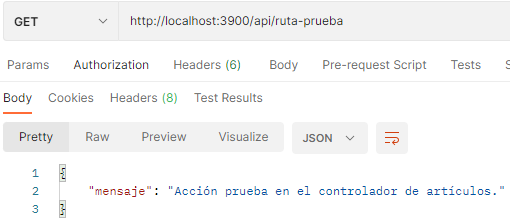 GET http://localhost:3900/api/ruta-prueba
Params Authorization Headers (6) Body Pre-request Script Tests S
Body Cookies Headers (8) Test Results
Pretty Raw Preview Visualize JSON
1 {
2 "mensaje": "Acción prueba en el controlador de artículos."
3 }